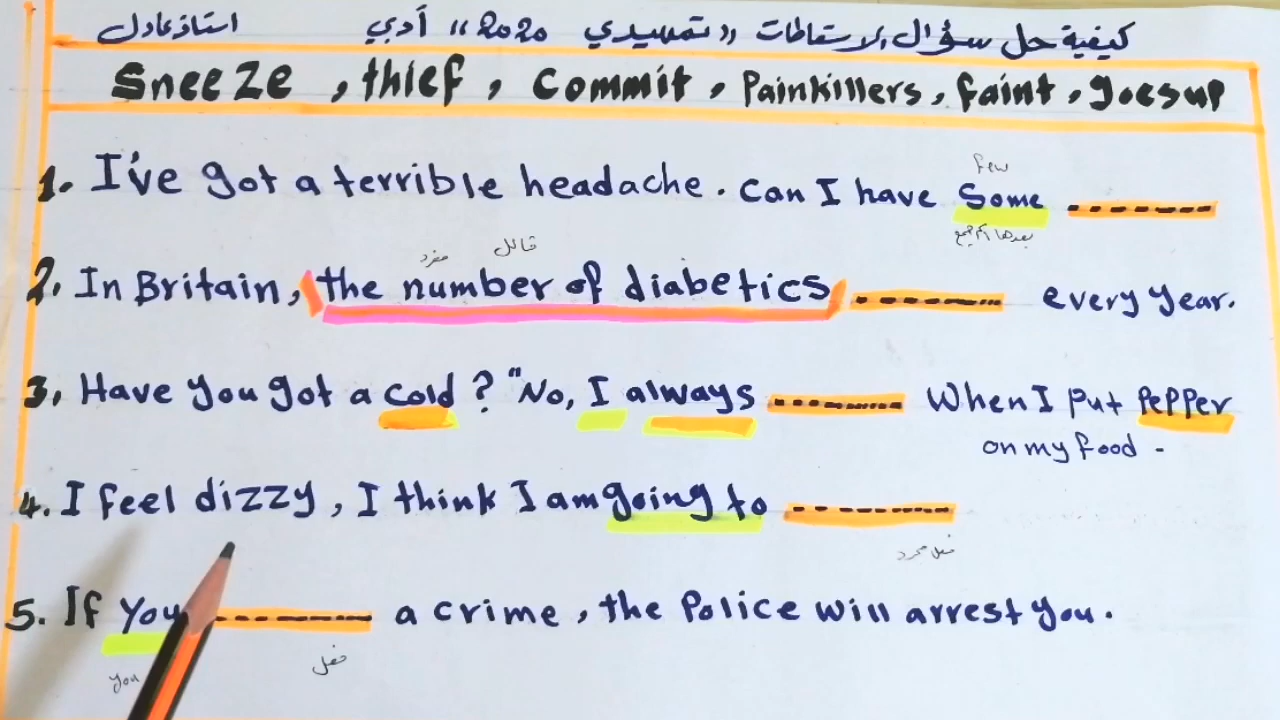 كيفية حل سؤال الاسقاطات "تمهيدي 2020" أدبي استاذ عادل
Sneeze , thief , Commit , Painkillers , faint , goes up
few
1. I've got a terrible headache . Can I have Some -------
بعدها اسم جمع
مفرد
2. In Britain, (the number of diabetics) ------- every year.
3. Have you got a cold ? "No, I always ------- When I put Pepper
on my food -
4. I feel dizzy , I think I am going to -------
فعل مجرد
5. If You ------- a crime , the Police will arrest you .
you فعل